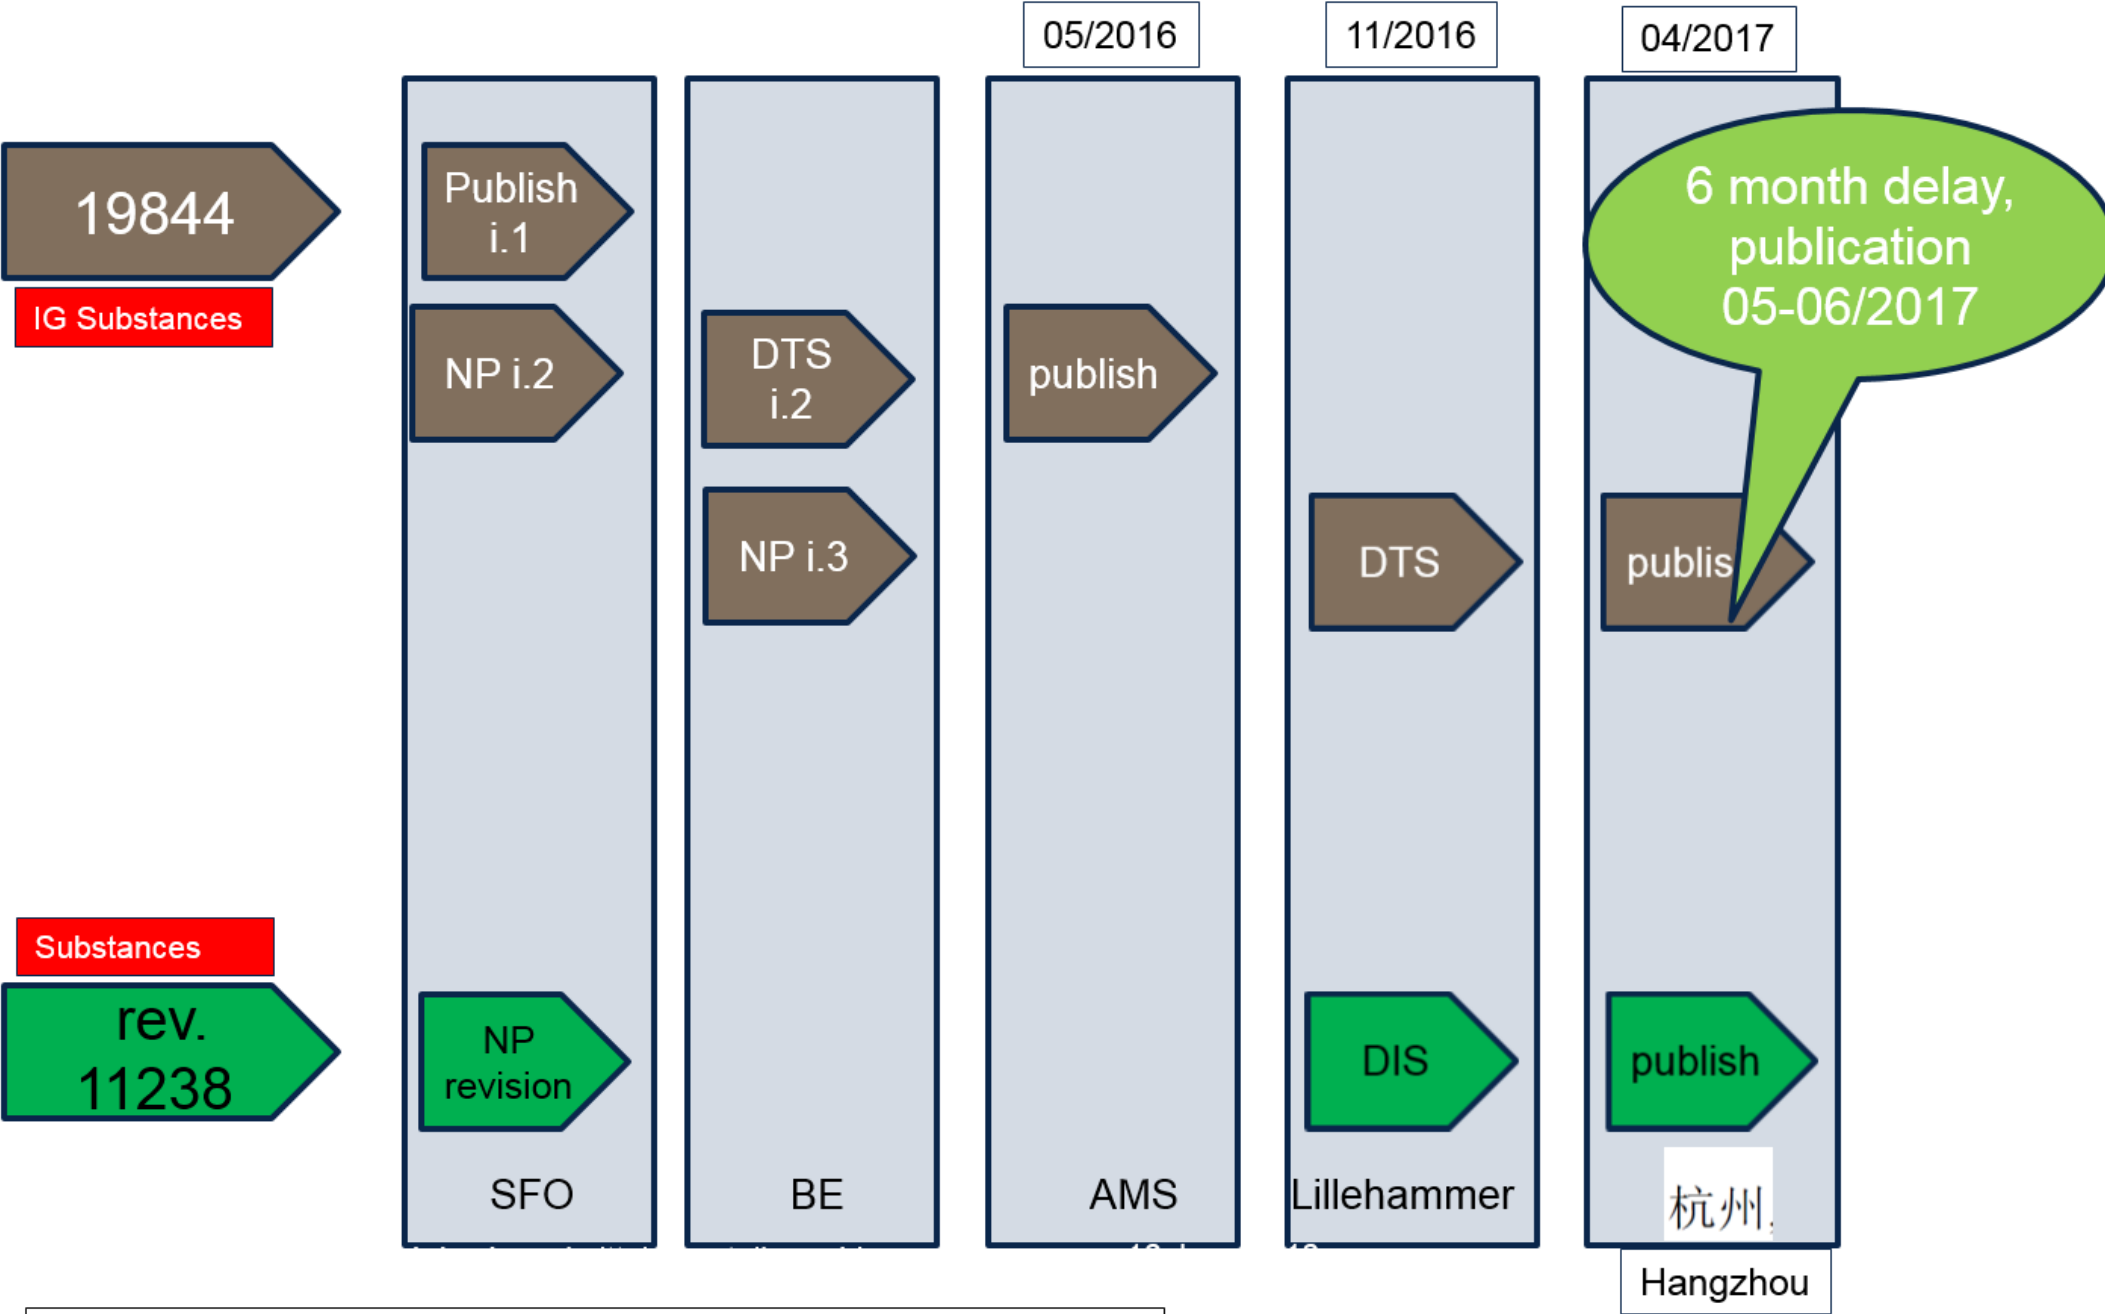 05/2016
11/2016
04/2017
19844
IG Substances
Publish
i.1
6 month delay,
publication
05-06/2017
NP i.2
DTS
i.2
publish
NP i.3
DTS
publis
Substances
rev.
11238
NP
revision
DIS
publish
SFO
BE
AMS
Lillehammer
杭州
Hangzhou